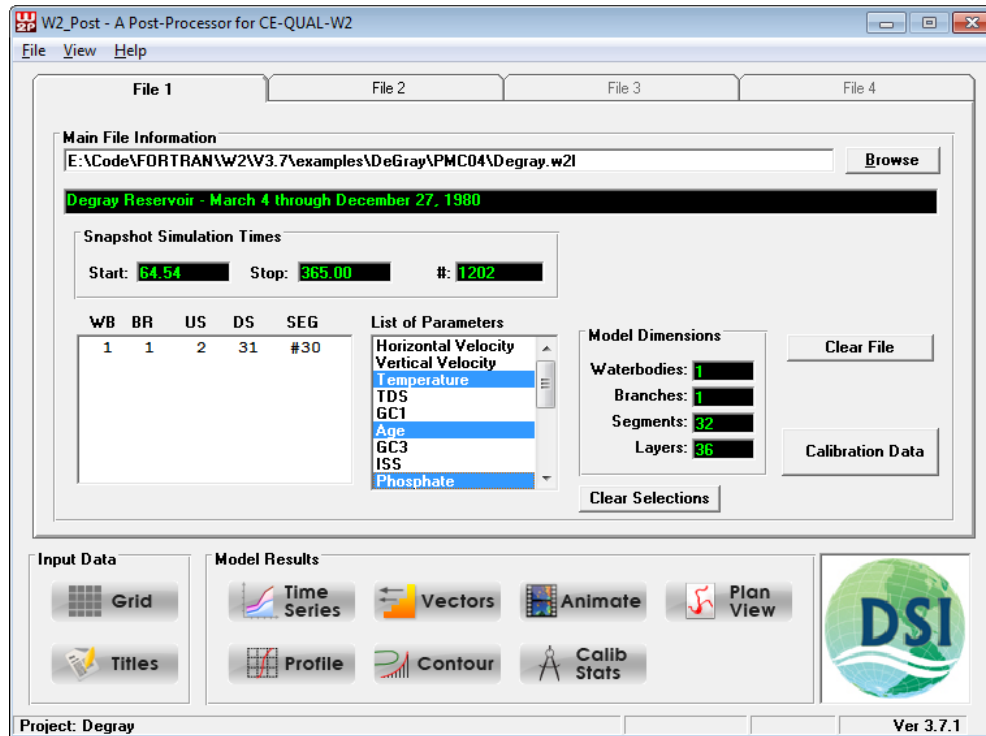 W2_Post - A Post-Processor for CE-QUAL-W2
File View Help
File 1 File 2 File 3 File 4
Main File Information
E:\Code\FORTRAN\W2\V3.7\examples\DeGray\PMC04\Degray.w2l Browse
Degray Reservoir - March 4 through December 27, 1980
Snapshot Simulation Times
Start: 64.54 Stop: 365.00 #: 1202
WB BR US DS SEG
1 1 2 31 #30
List of Parameters
Horizontal Velocity
Vertical Velocity
Temperature
TDS
GC1
Age
GC3
ISS
Phosphate
Model Dimensions
Waterbodies: 1
Branches: 1
Segments: 32
Layers: 36
Clear Selections
Clear File
Calibration Data
Input Data
Grid
Titles
Model Results
Time Series
Vectors
Animate
Plan View
Profile
Contour
Calib Stats
DSI
Project: Degray Ver 3.7.1